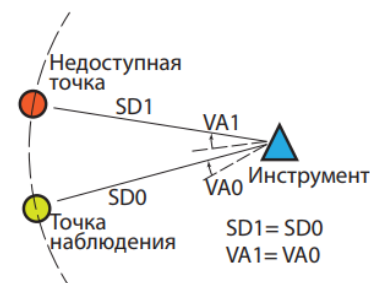 Недоступная
точка
SD1
VA1
VA0
Инструмент
SD0
Точка
наблюдения
SD1= SD0
VA1= VA0